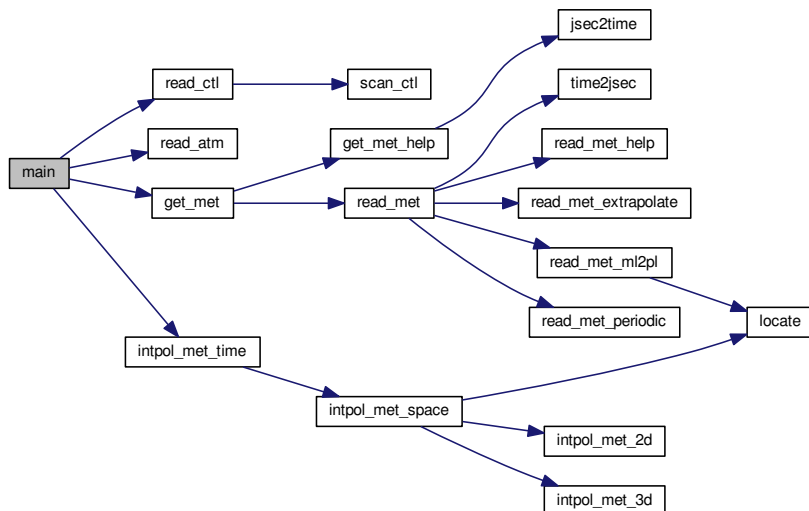 main
read_ctl
scan_ctl
read_atm
get_met
get_met_help
jsec2time
read_met
time2jsec
read_met_help
read_met_extrapolate
read_met_ml2pl
read_met_periodic
locate
intpol_met_time
intpol_met_space
intpol_met_2d
intpol_met_3d